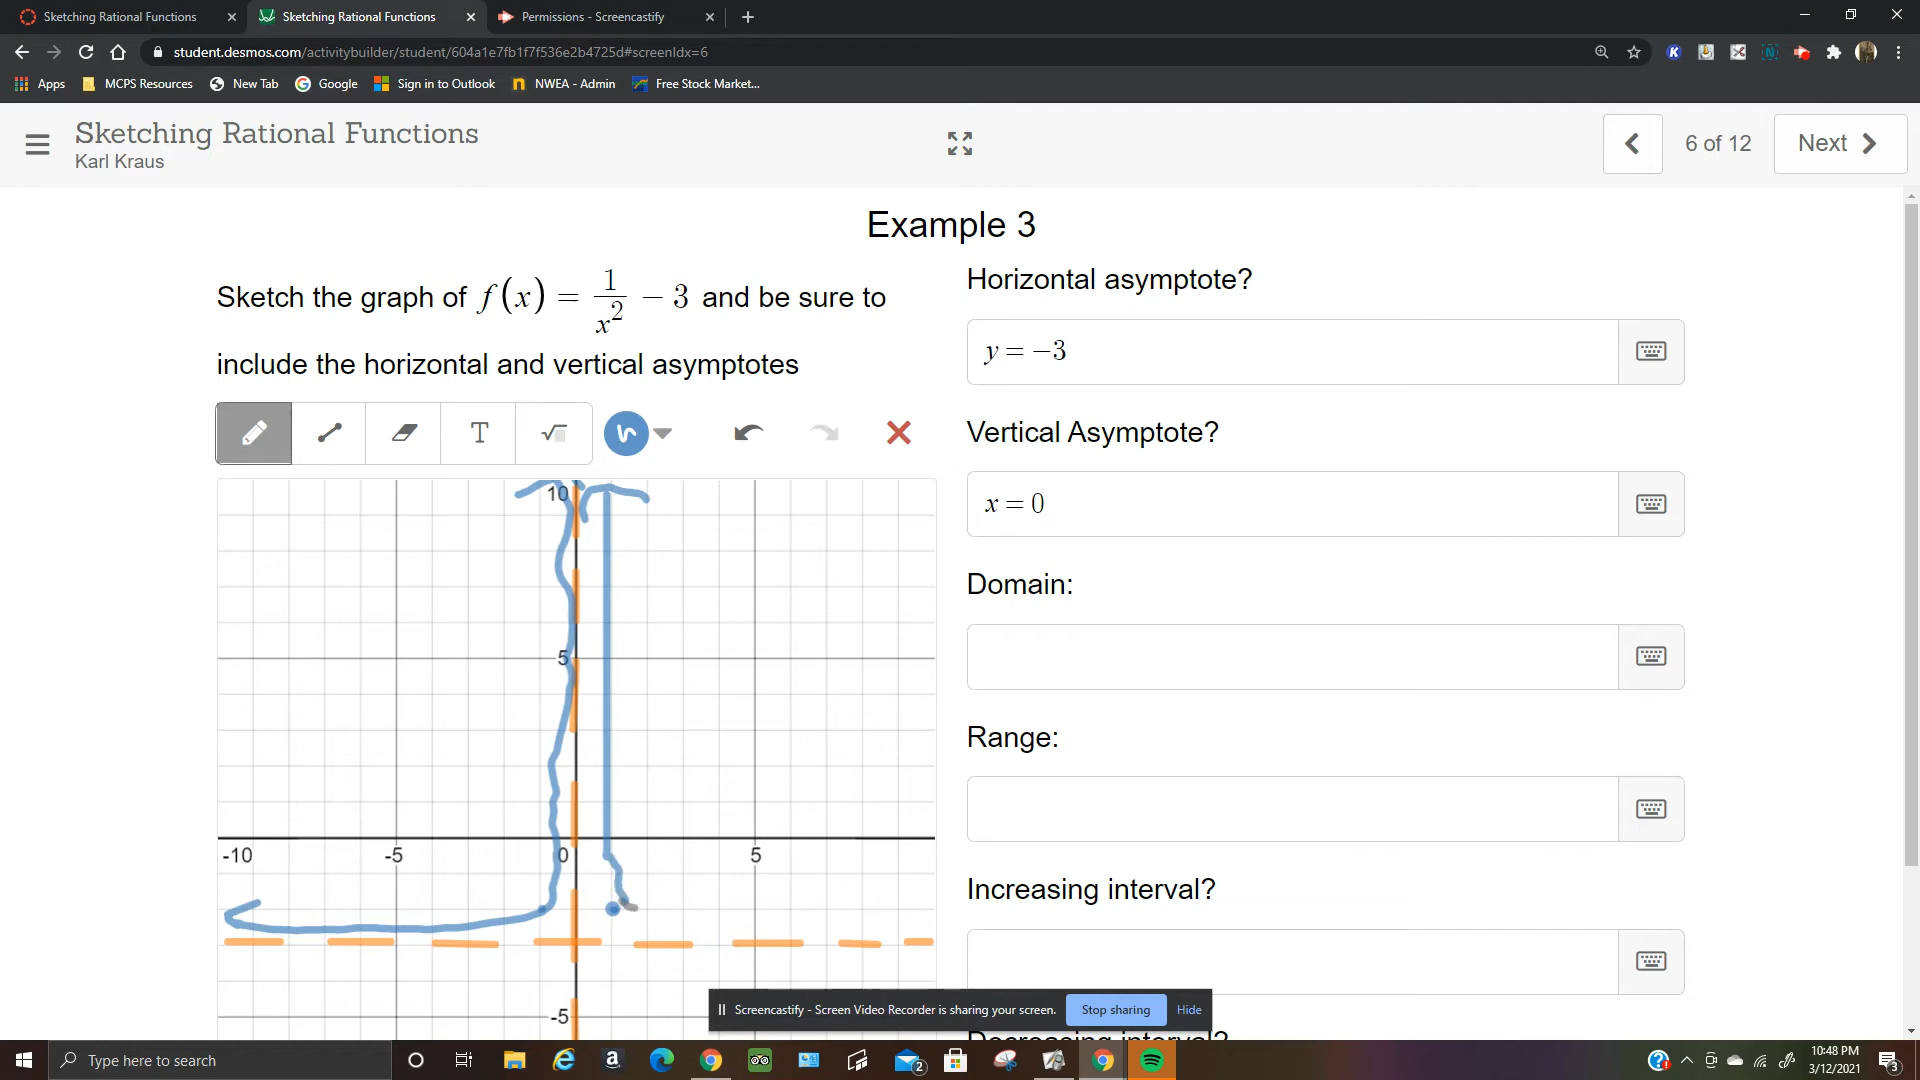 Sketching Rational Functions
Sketching Rational Functions
Permissions - Screencastify
student.desmos.com/activitybuilder/student/604a1e7fb1f7f536e2b4725d#screenIdx=6
Apps MCPS Resources New Tab Google Sign in to Outlook NWEA - Admin Free Stock Market...
Sketching Rational Functions
Karl Kraus
6 of 12
Next
Example 3
Sketch the graph of f(x) = 1/x² − 3 and be sure to
include the horizontal and vertical asymptotes
T
10
5
-10 -5 0 5
-5
Horizontal asymptote?
y = −3
Vertical Asymptote?
x = 0
Domain:
Range:
Increasing interval?
Decreasing interval?
Screencastify - Screen Video Recorder is sharing your screen. Stop sharing Hide
Type here to search
2
10:48 PM
3/12/2021
3